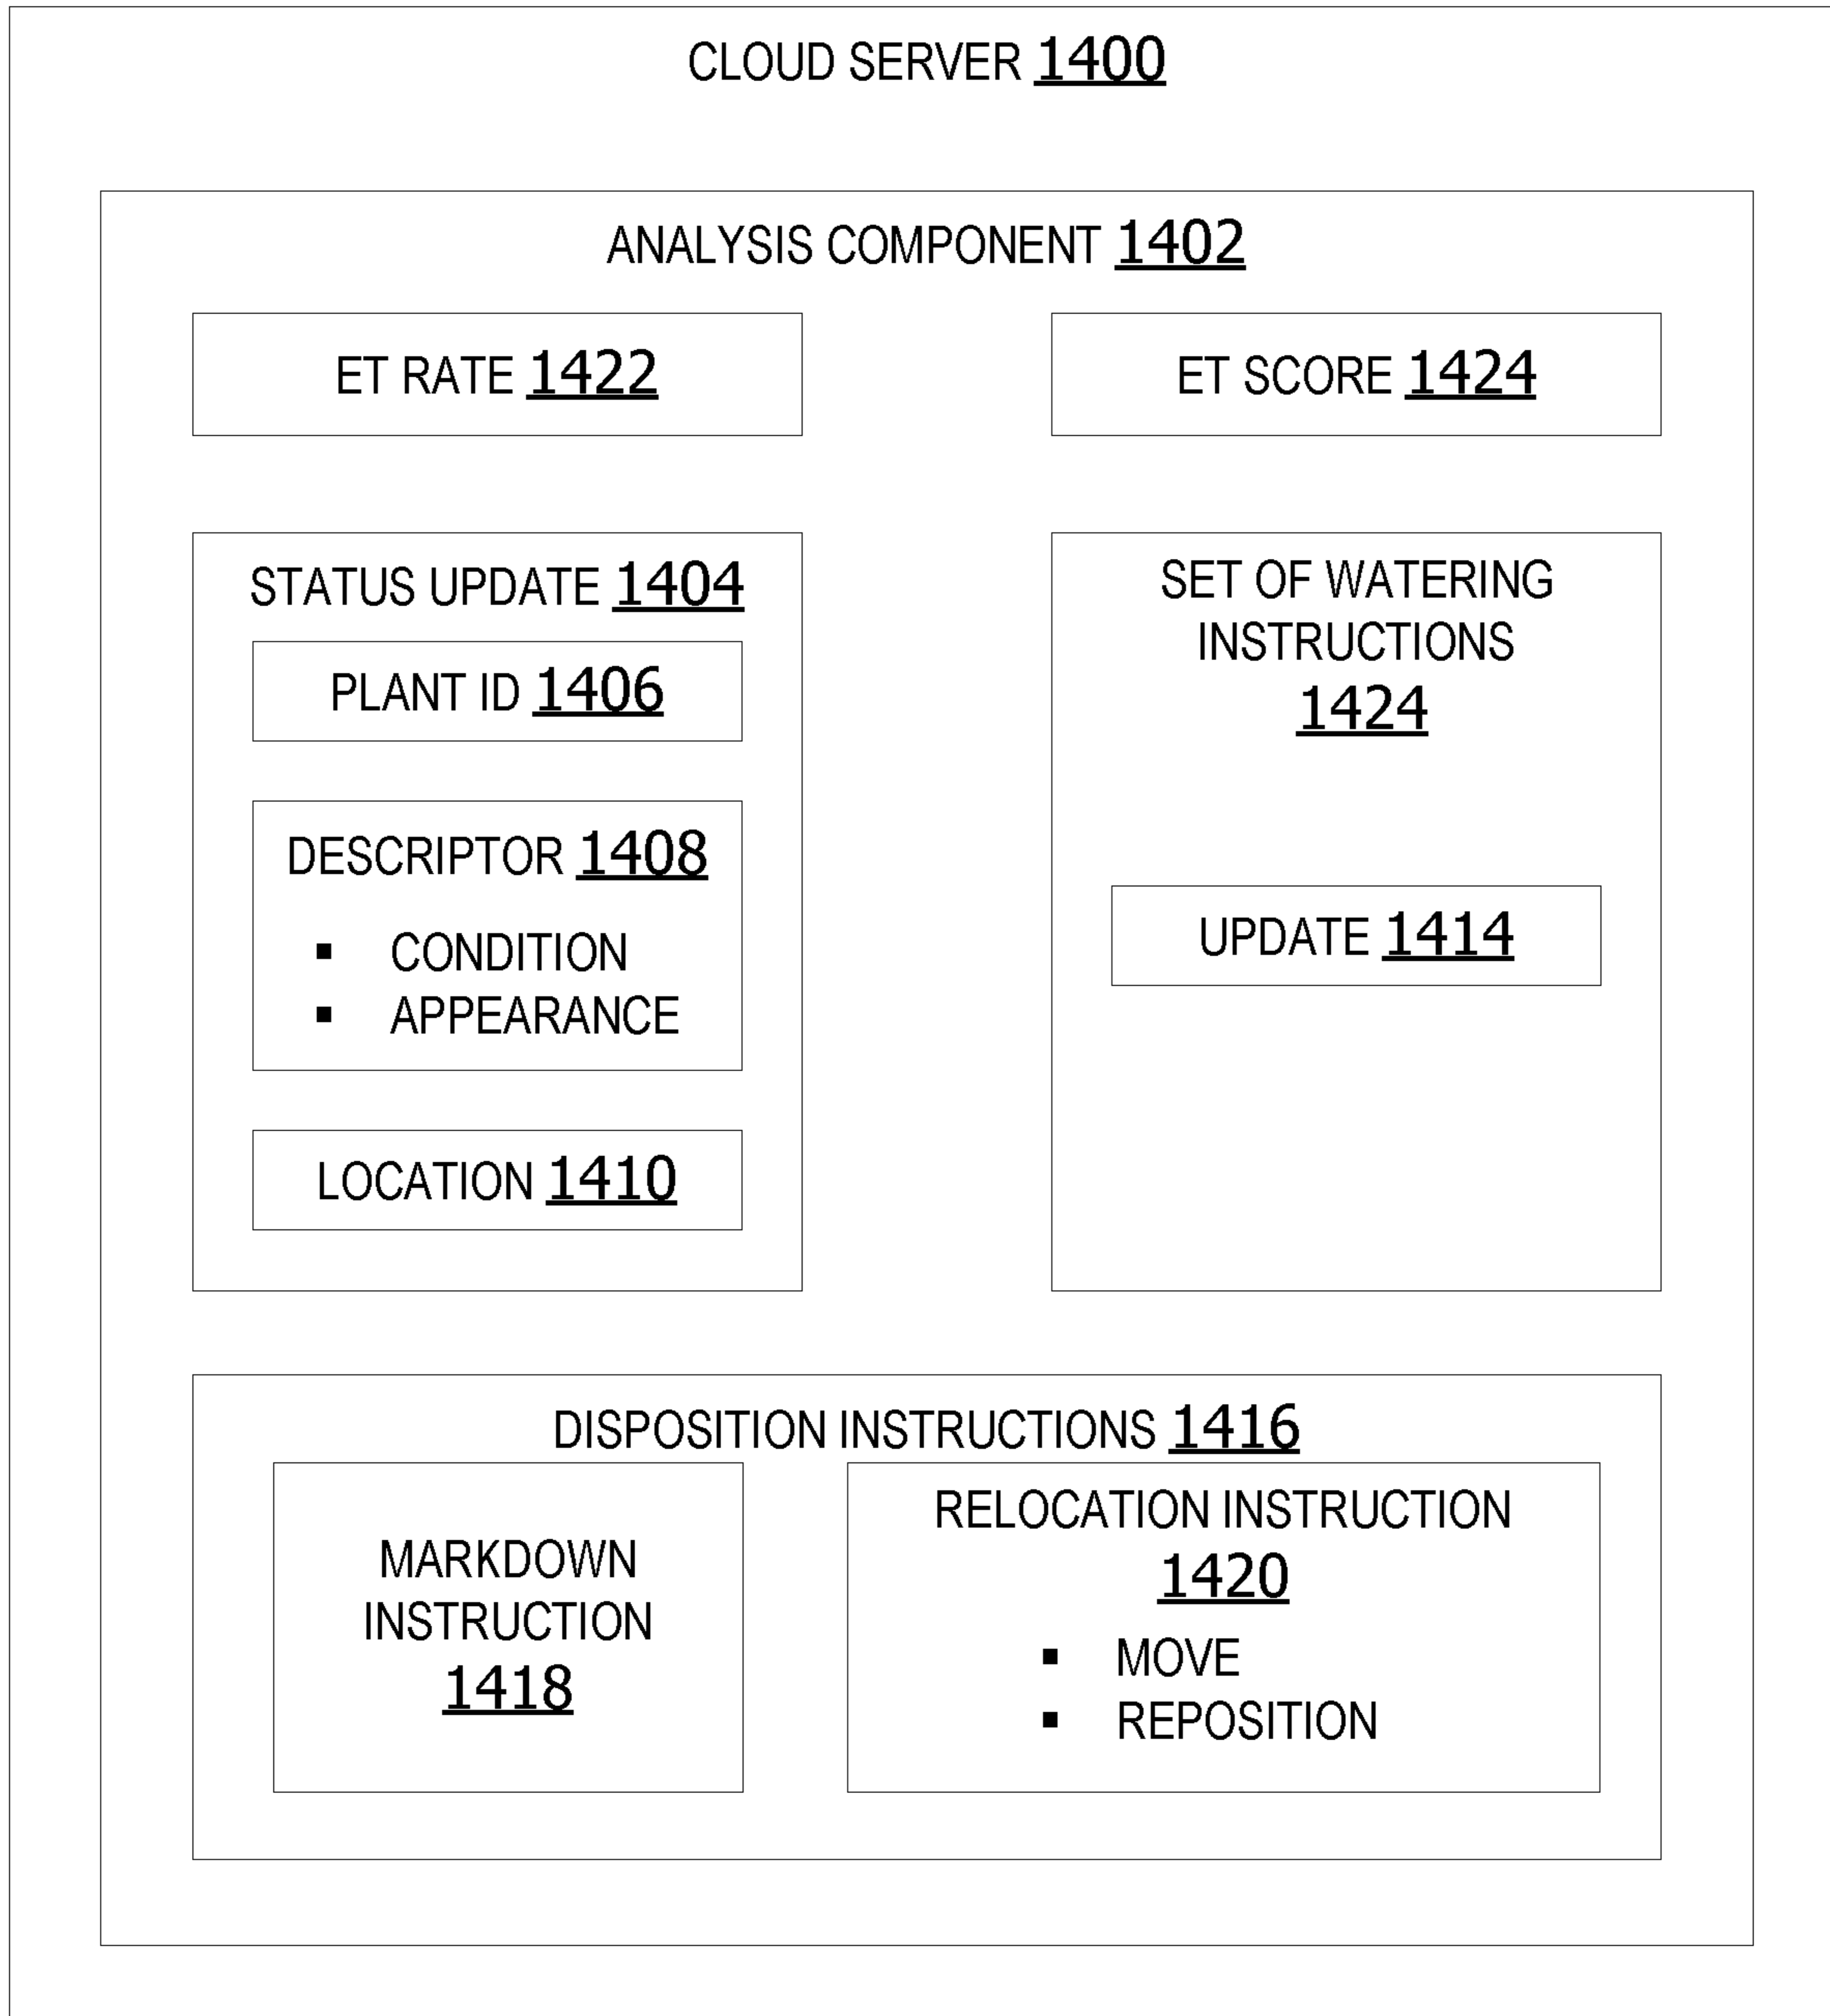 CLOUD SERVER 1400
ANALYSIS COMPONENT 1402
ET RATE 1422
ET SCORE 1424
STATUS UPDATE 1404
PLANT ID 1406
DESCRIPTOR 1408
▪ CONDITION
▪ APPEARANCE
LOCATION 1410
SET OF WATERING
INSTRUCTIONS
1424
UPDATE 1414
DISPOSITION INSTRUCTIONS 1416
MARKDOWN
INSTRUCTION
1418
RELOCATION INSTRUCTION
1420
▪ MOVE
▪ REPOSITION